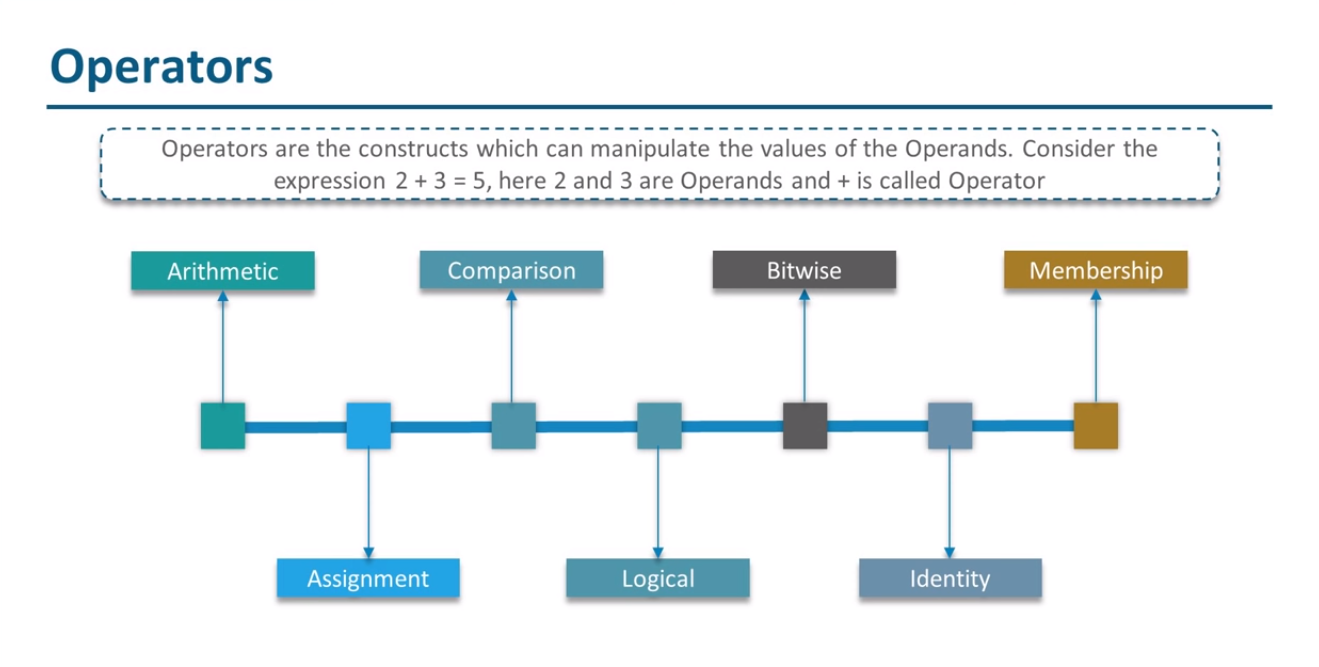 Operators
Operators are the constructs which can manipulate the values of the Operands. Consider the
expression 2 + 3 = 5, here 2 and 3 are Operands and + is called Operator
Arithmetic
Comparison
Bitwise
Membership
Assignment
Logical
Identity